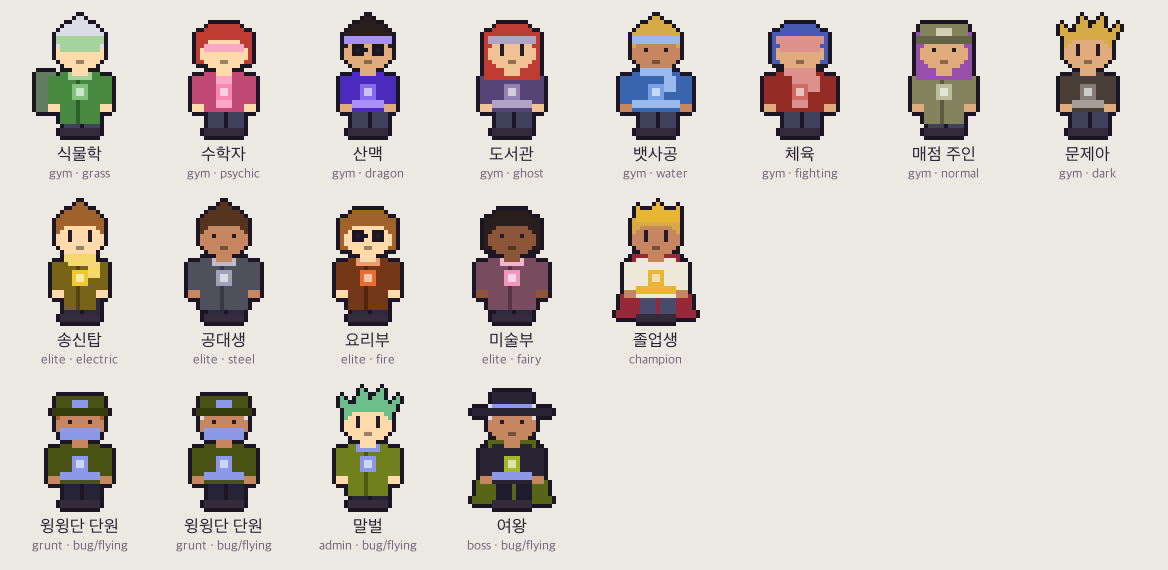 식물학
gym · grass
수학자
gym · psychic
산맥
gym · dragon
도서관
gym · ghost
뱃사공
gym · water
체육
gym · fighting
매점 주인
gym · normal
문제아
gym · dark
송신탑
elite · electric
공대생
elite · steel
요리부
elite · fire
미술부
elite · fairy
졸업생
champion
윙윙단 단원
grunt · bug/flying
윙윙단 단원
grunt · bug/flying
말벌
admin · bug/flying
여왕
boss · bug/flying